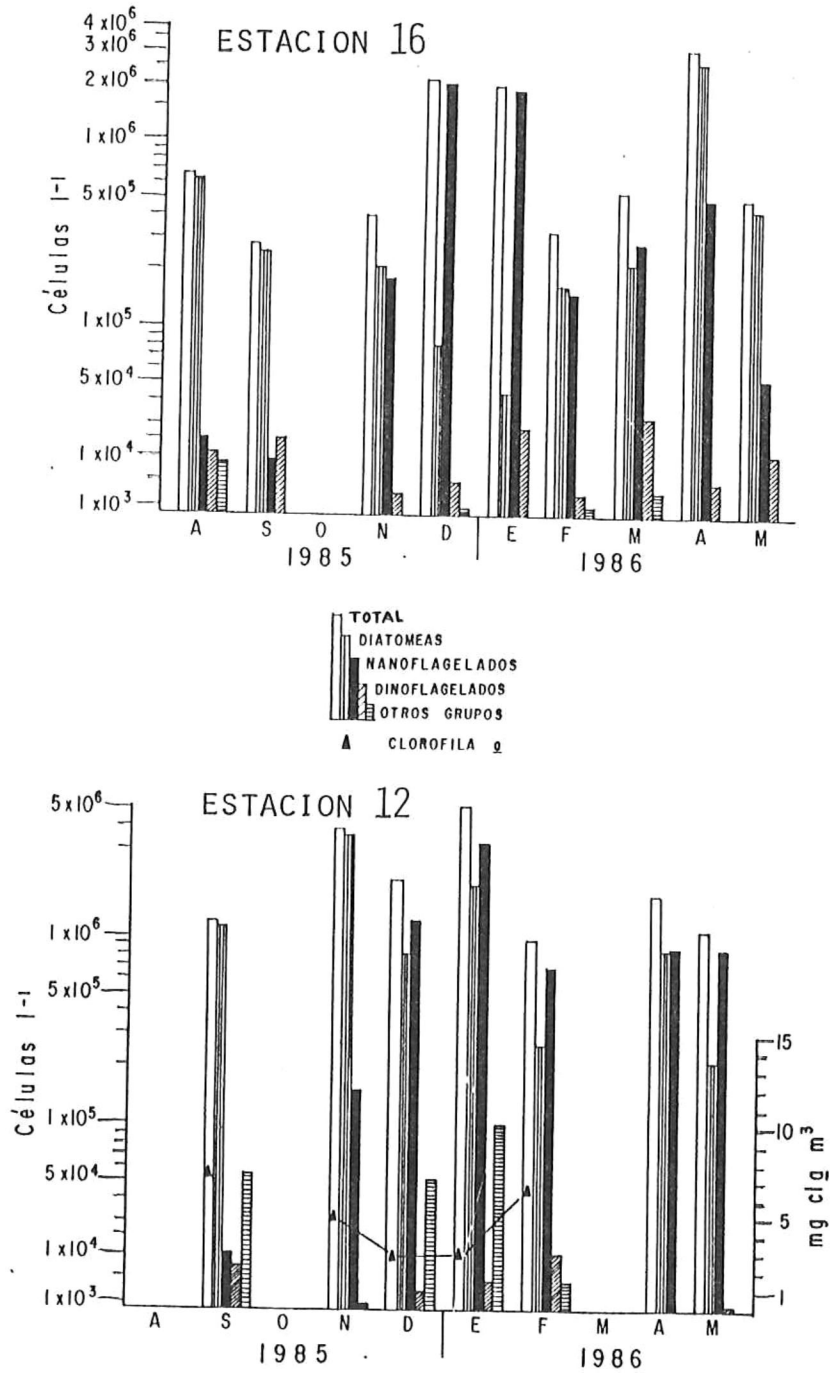 ESTACION 16
4 x10⁶
3 x10⁶
2 x10⁶
1 x10⁶
5 x10⁵
1 x10⁵
5 x10⁴
1 x10⁴
1 x10³
Células l-1
A S O N D E F M A M
1985 1986
TOTAL
DIATOMEAS
NANOFLAGELADOS
DINOFLAGELADOS
OTROS GRUPOS
▲ CLOROFILA a
ESTACION 12
5 x10⁶
1 x10⁶
5 x10⁵
1 x10⁵
5 x10⁴
1 x10⁴
1 x10³
Células l-1
15
10
5
1
mg cla m³
A S O N D E F M A M
1985 1986